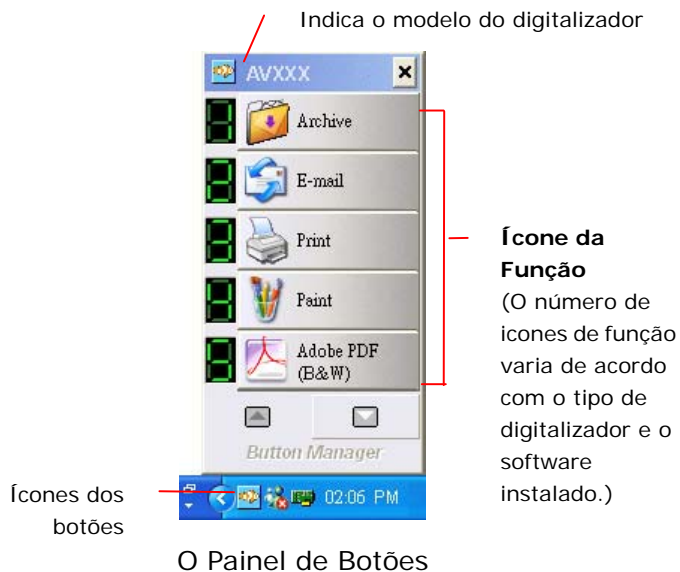 Indica o modelo do digitalizador
AVXXX
Archive
E-mail
Print
Paint
Adobe PDF
(B&W)
Button Manager
02:06 PM
Ícone da
Função
(O número de
icones de função
varia de acordo
com o tipo de
digitalizador e o
software
instalado.)
Ícones dos
botões
O Painel de Botões